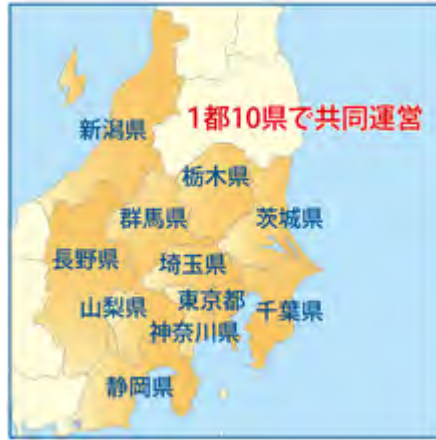 1都10県で共同運営
新潟県
栃木県
群馬県
茨城県
長野県
埼玉県
山梨県
東京都
千葉県
神奈川県
静岡県